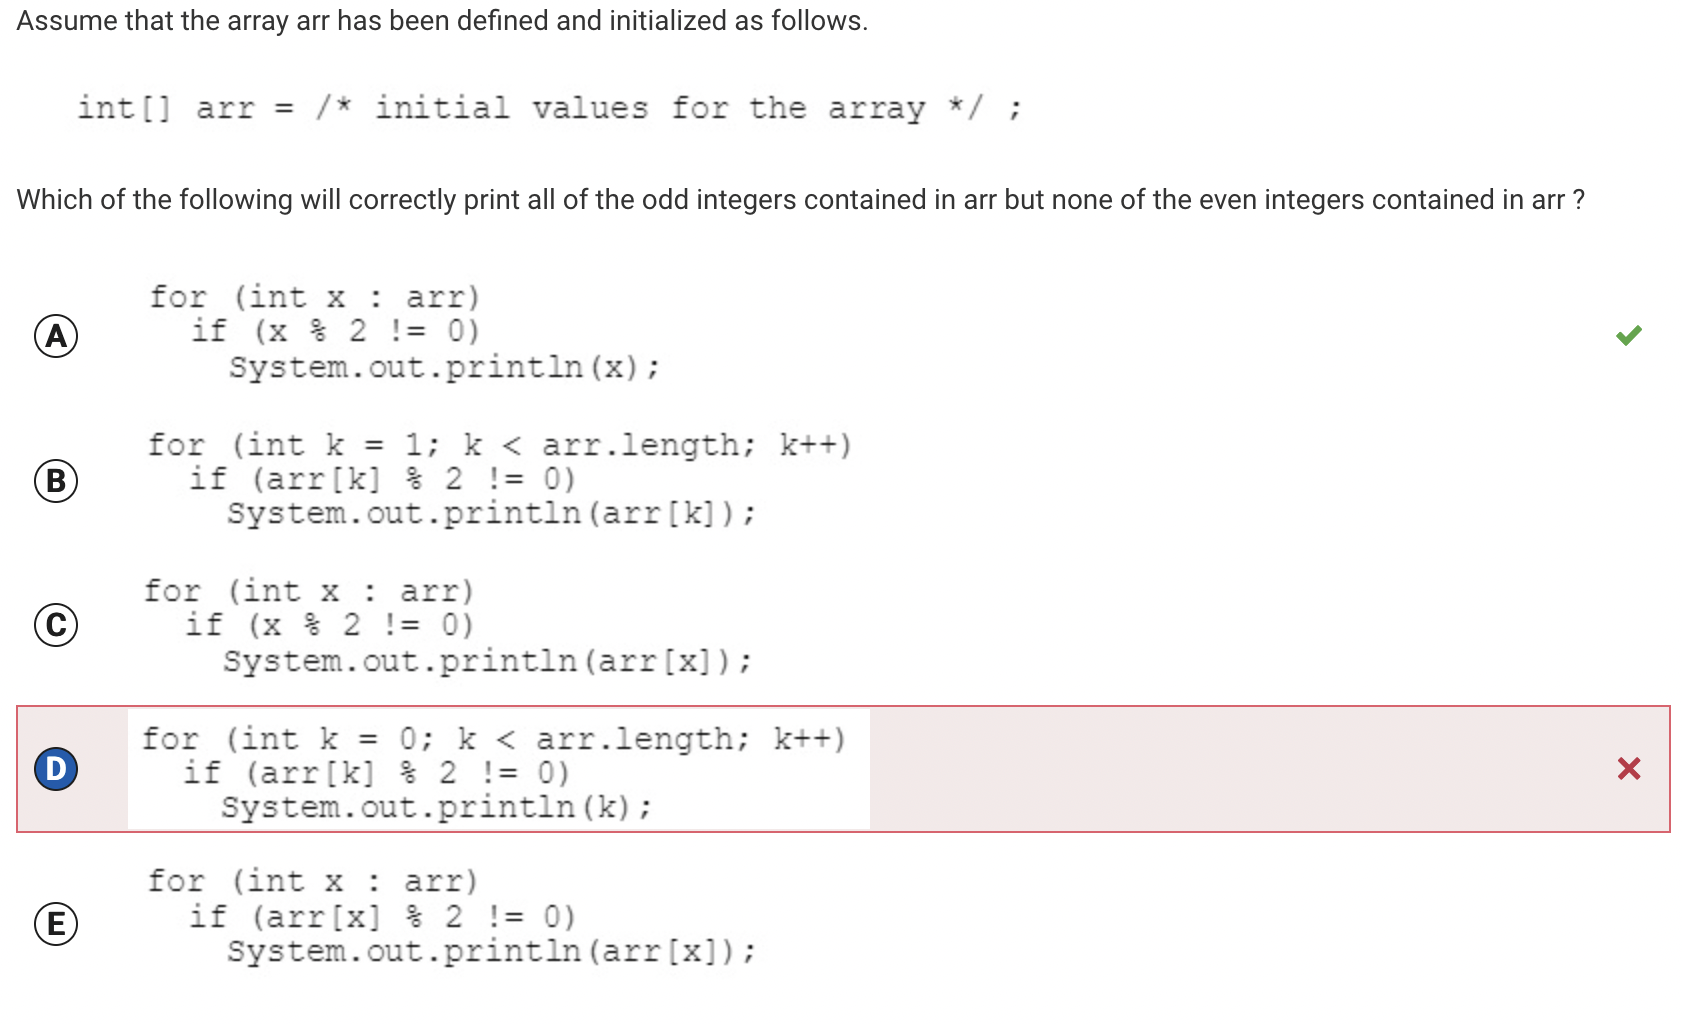 Assume that the array arr has been defined and initialized as follows.
int[] arr = /* initial values for the array */ ;
Which of the following will correctly print all of the odd integers contained in arr but none of the even integers contained in arr ?
A
for (int x : arr)
if (x % 2 != 0)
System.out.println(x);
B
for (int k = 1; k < arr.length; k++)
if (arr[k] % 2 != 0)
System.out.println(arr[k]);
C
for (int x : arr)
if (x % 2 != 0)
System.out.println(arr[x]);
D
for (int k = 0; k < arr.length; k++)
if (arr[k] % 2 != 0)
System.out.println(k);
E
for (int x : arr)
if (arr[x] % 2 != 0)
System.out.println(arr[x]);